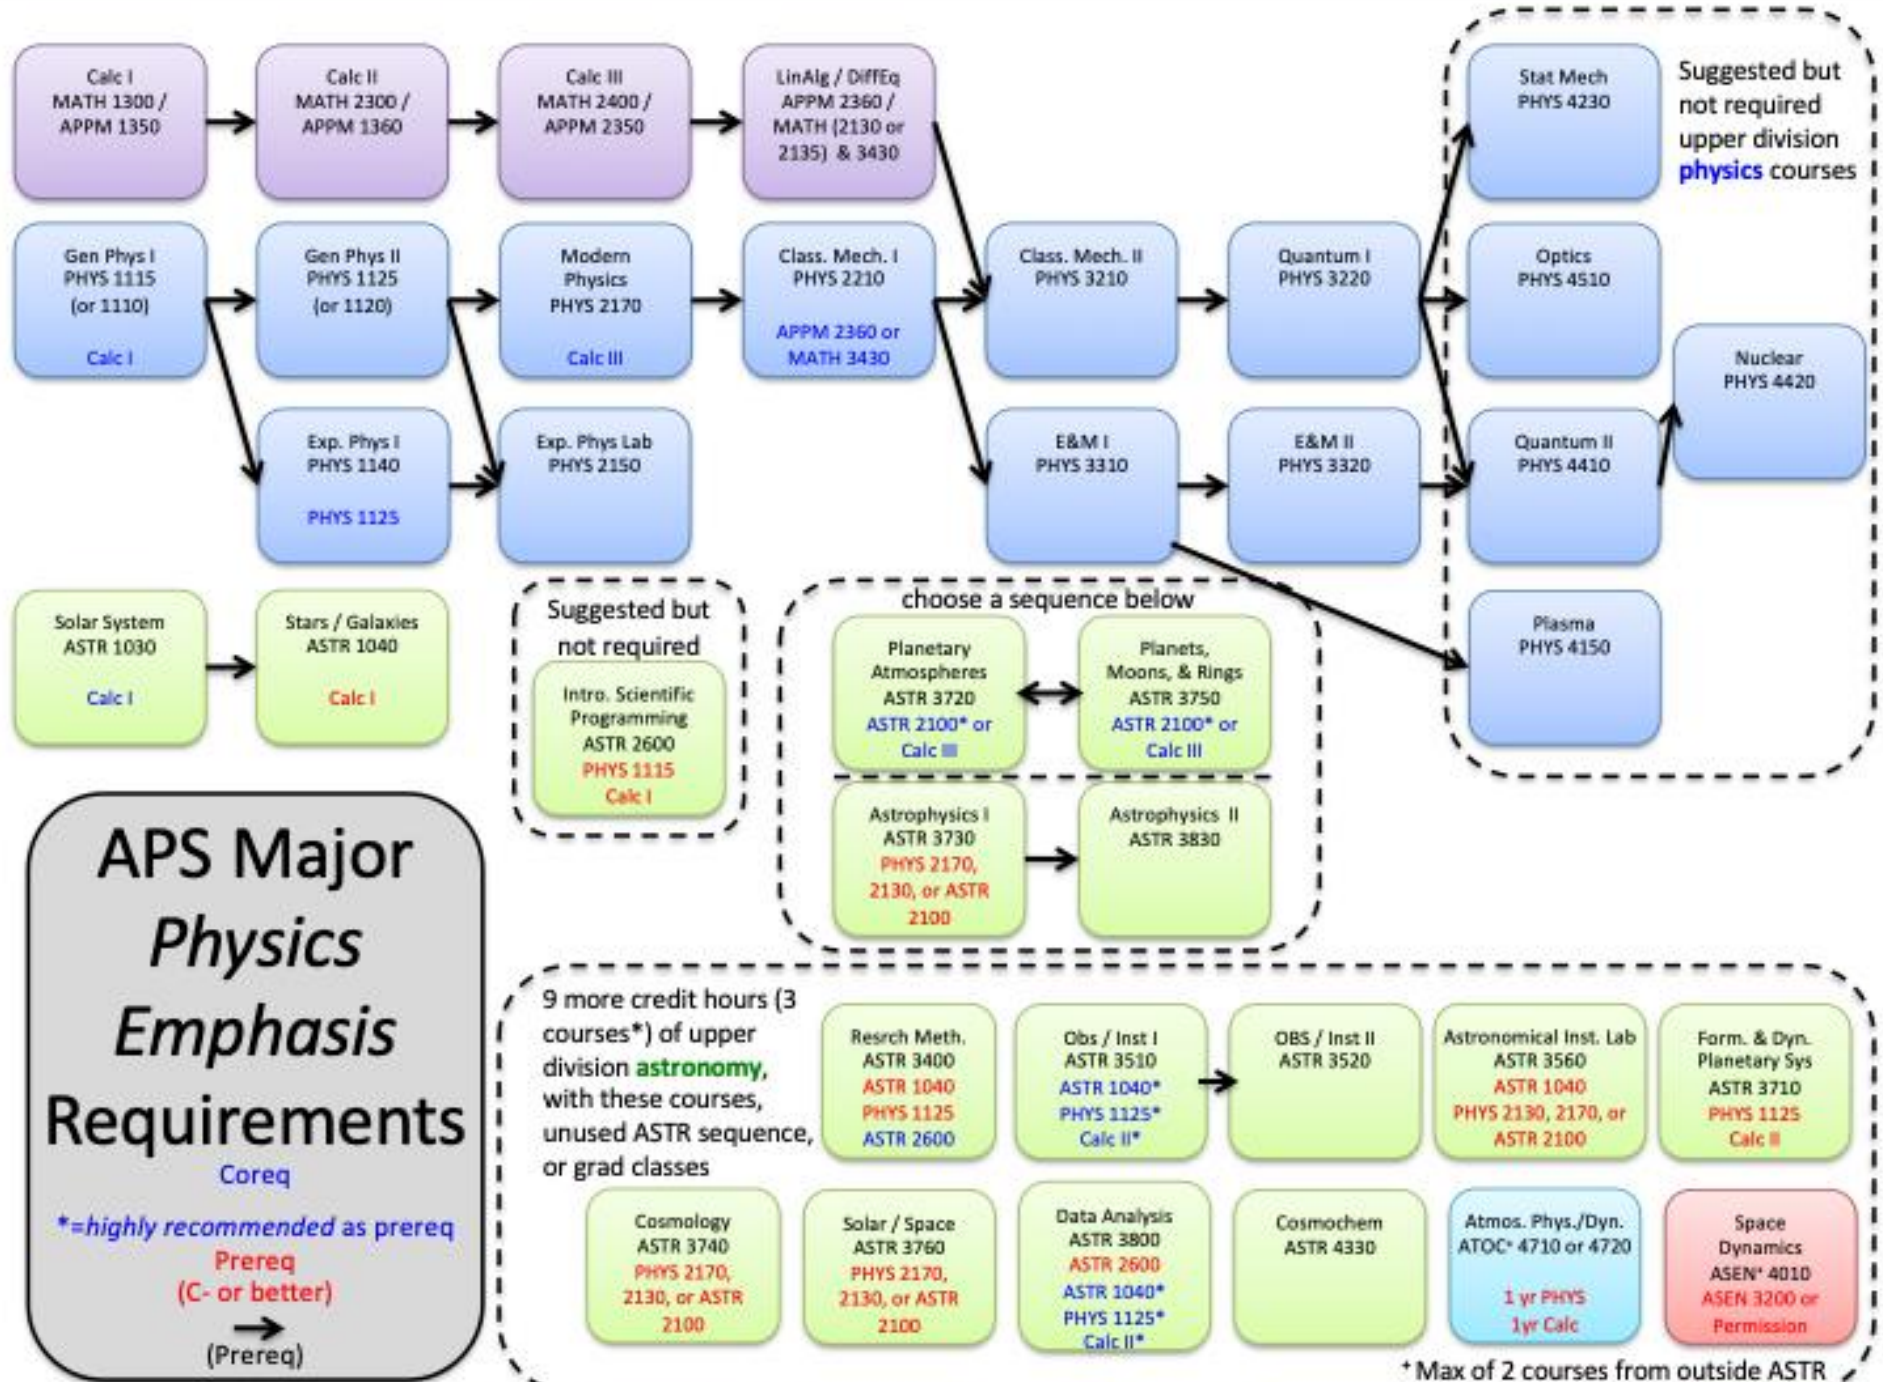 Calc I
MATH 1300 /
APPM 1350
Calc II
MATH 2300 /
APPM 1360
Calc III
MATH 2400 /
APPM 2350
LinAlg / DiffEq
APPM 2360 /
MATH (2130 or
2135) & 3430
Stat Mech
PHYS 4230
Suggested but
not required
upper division
physics courses
Gen Phys I
PHYS 1115
(or 1110)
Calc I
Gen Phys II
PHYS 1125
(or 1120)
Modern
Physics
PHYS 2170
Calc III
Class. Mech. I
PHYS 2210
APPM 2360 or
MATH 3430
Class. Mech. II
PHYS 3210
Quantum I
PHYS 3220
Optics
PHYS 4510
Nuclear
PHYS 4420
Exp. Phys I
PHYS 1140
PHYS 1125
Exp. Phys Lab
PHYS 2150
E&M I
PHYS 3310
E&M II
PHYS 3320
Quantum II
PHYS 4410
Solar System
ASTR 1030
Calc I
Stars / Galaxies
ASTR 1040
Calc I
Suggested but
not required
Intro. Scientific
Programming
ASTR 2600
PHYS 1115
Calc I
choose a sequence below
Planetary
Atmospheres
ASTR 3720
ASTR 2100* or
Calc III
Planets,
Moons, & Rings
ASTR 3750
ASTR 2100* or
Calc III
Plasma
PHYS 4150
Astrophysics I
ASTR 3730
PHYS 2170,
2130, or ASTR
2100
Astrophysics II
ASTR 3830
APS Major
Physics
Emphasis
Requirements
Coreq
*=highly recommended as prereq
Prereq
(C- or better)
(Prereq)
9 more credit hours (3
courses*) of upper
division astronomy,
with these courses,
unused ASTR sequence,
or grad classes
Resrch Meth.
ASTR 3400
ASTR 1040
PHYS 1125
ASTR 2600
Obs / Inst I
ASTR 3510
ASTR 1040*
PHYS 1125*
Calc II*
OBS / Inst II
ASTR 3520
Astronomical Inst. Lab
ASTR 3560
ASTR 1040
PHYS 2130, 2170, or
ASTR 2100
Form. & Dyn.
Planetary Sys
ASTR 3710
PHYS 1125
Calc II
Cosmology
ASTR 3740
PHYS 2170,
2130, or ASTR
2100
Solar / Space
ASTR 3760
PHYS 2170,
2130, or ASTR
2100
Data Analysis
ASTR 3800
ASTR 2600
ASTR 1040*
PHYS 1125*
Calc II*
Cosmochem
ASTR 4330
Atmos. Phys./Dyn.
ATOC⁺ 4710 or 4720
1 yr PHYS
1yr Calc
Space
Dynamics
ASEN⁺ 4010
ASEN 3200 or
Permission
⁺ Max of 2 courses from outside ASTR